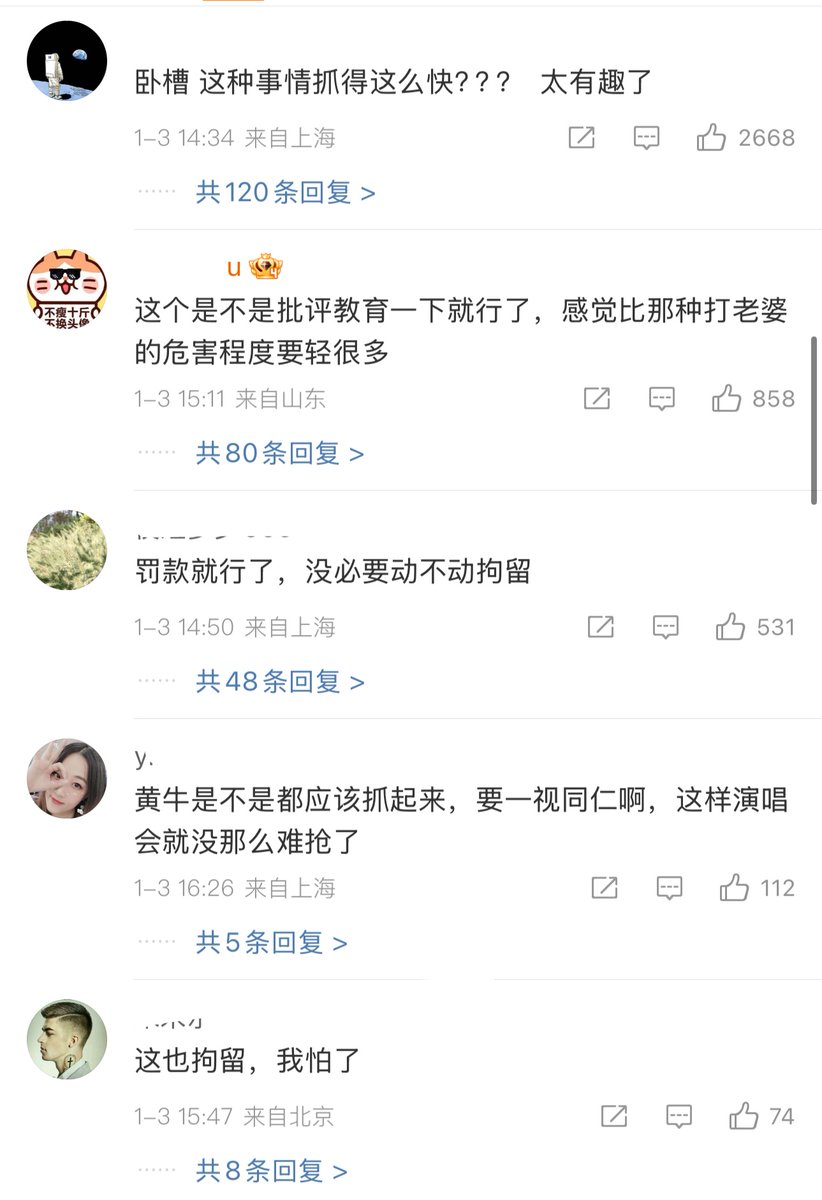 卧槽 这种事情抓得这么快??? 太有趣了
1-3 14:34 来自上海
2668
共120条回复 >
u
4
不瘦十斤
不换头像
这个是不是批评教育一下就行了，感觉比那种打老婆
的危害程度要轻很多
1-3 15:11 来自山东
858
共80条回复 >
罚款就行了，没必要动不动拘留
1-3 14:50 来自上海
531
共48条回复 >
y.
黄牛是不是都应该抓起来，要一视同仁啊，这样演唱
会就没那么难抢了
1-3 16:26 来自上海
112
共5条回复 >
这也拘留，我怕了
1-3 15:47 来自北京
74
共8条回复 >